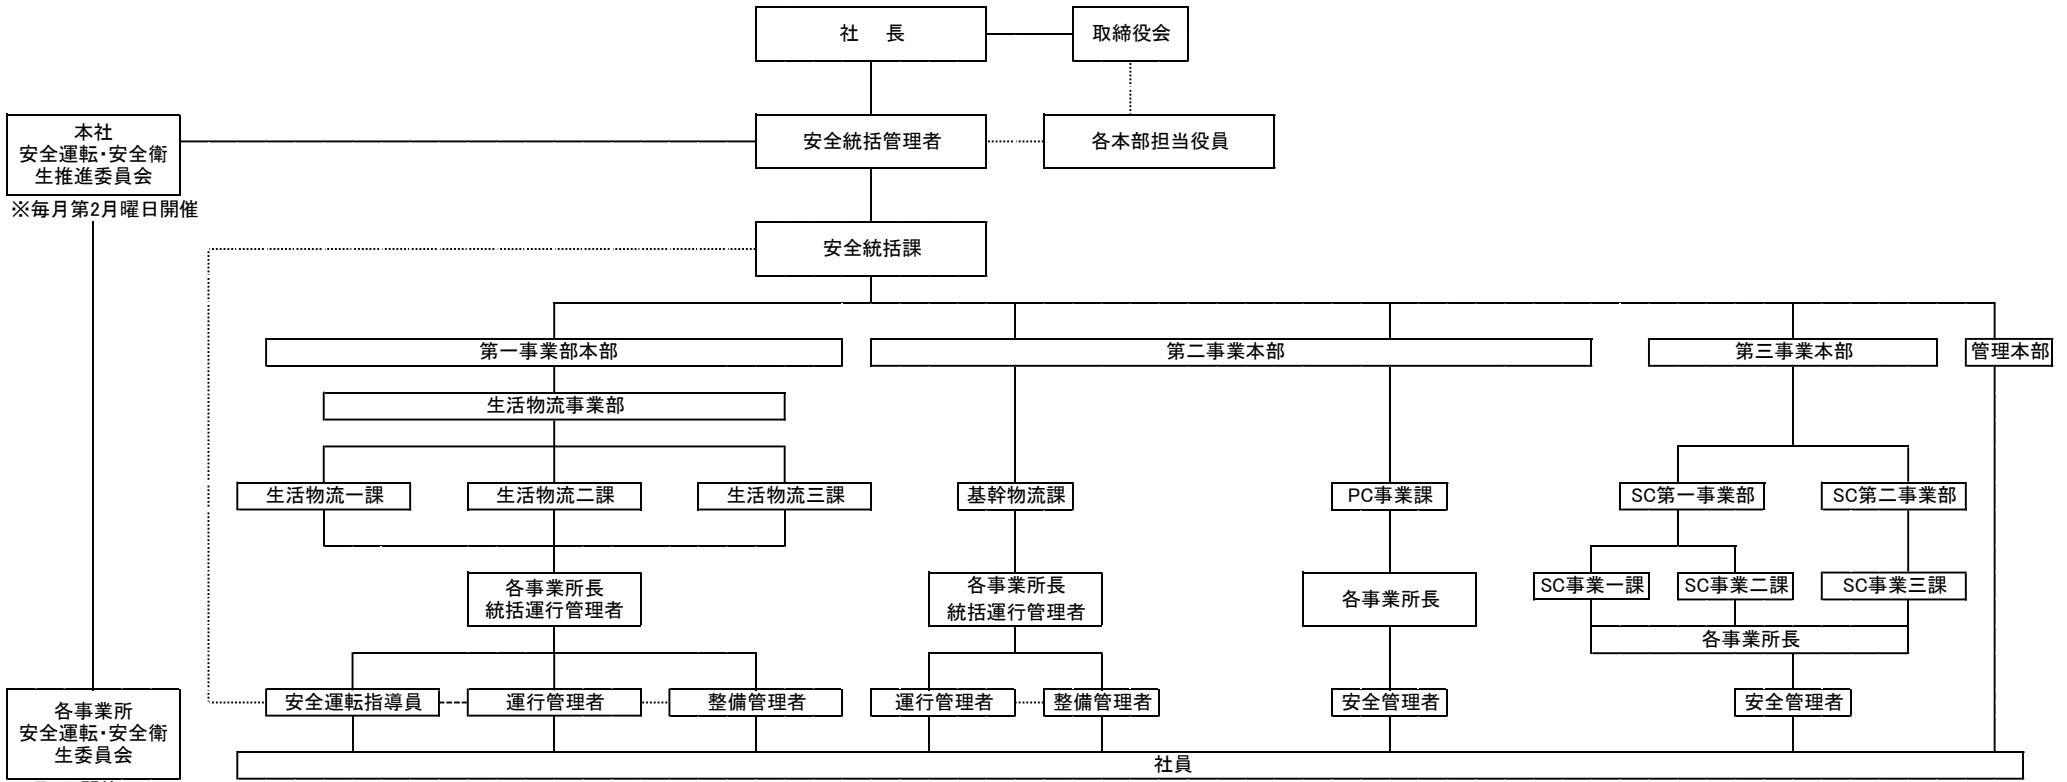 社　長
取締役会
本社
安全運転・安全衛
生推進委員会
※毎月第2月曜日開催
安全統括管理者
各本部担当役員
安全統括課
第一事業部本部
第二事業本部
第三事業本部
管理本部
生活物流事業部
生活物流一課
生活物流二課
生活物流三課
基幹物流課
PC事業課
SC第一事業部
SC第二事業部
各事業所長
統括運行管理者
各事業所長
統括運行管理者
各事業所長
SC事業一課
SC事業二課
SC事業三課
各事業所長
各事業所
安全運転・安全衛
生委員会
安全運転指導員
運行管理者
整備管理者
運行管理者
整備管理者
安全管理者
安全管理者
社員